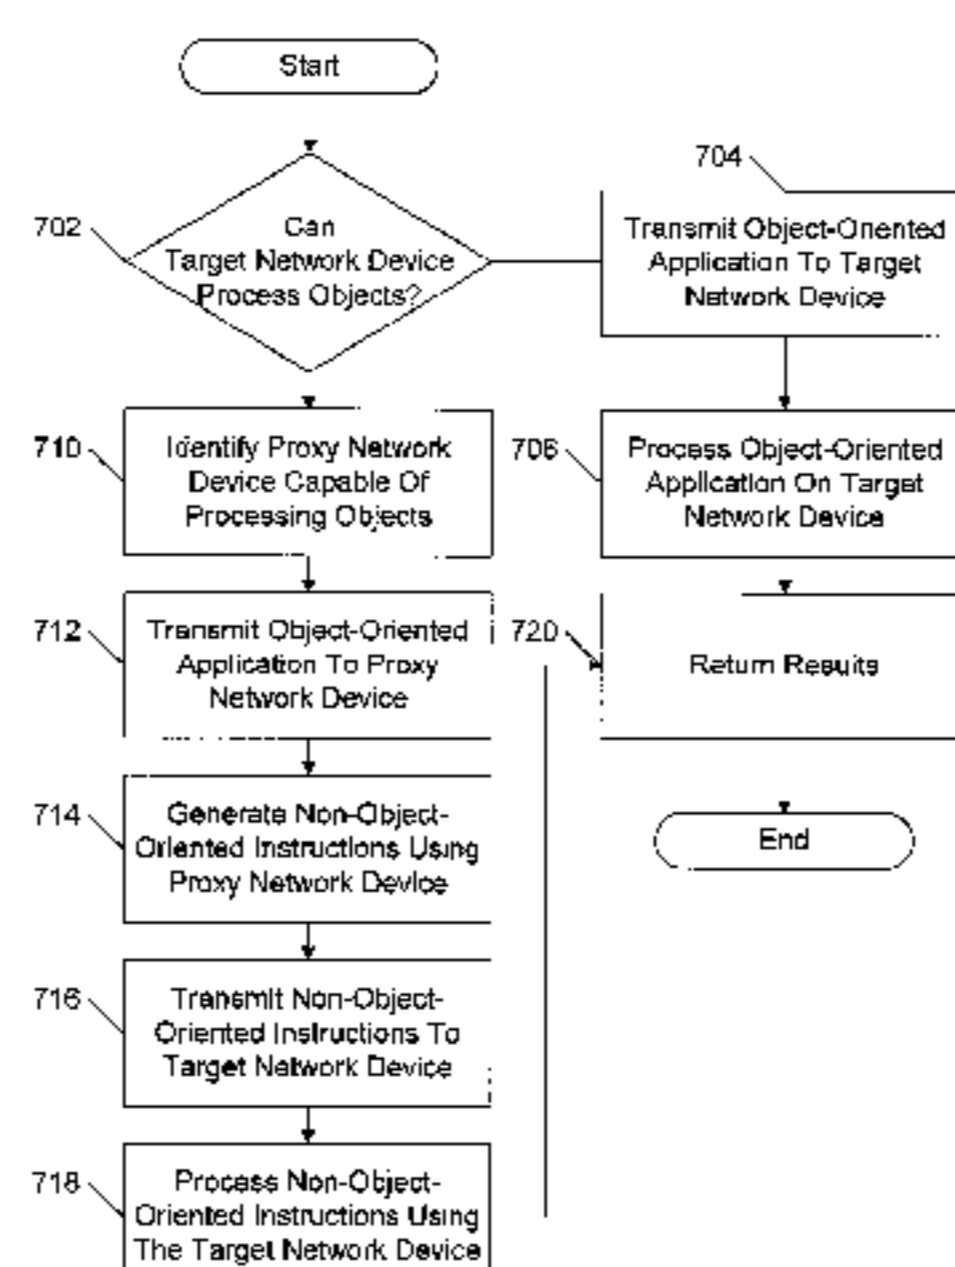 Start
704
702
Can
Target Network Device
Process Objects?
Transmit Object-Oriented
Application To Target
Network Device
710
Identify Proxy Network
Device Capable Of
Processing Objects
706
Process Object-Oriented
Application On Target
Network Device
712
Transmit Object-Oriented
Application To Proxy
Network Device
720
Return Results
714
Generate Non-Object-
Oriented Instructions Using
Proxy Network Device
End
716
Transmit Non-Object-
Oriented Instructions To
Target Network Device
718
Process Non-Object-
Oriented Instructions Using
The Target Network Device